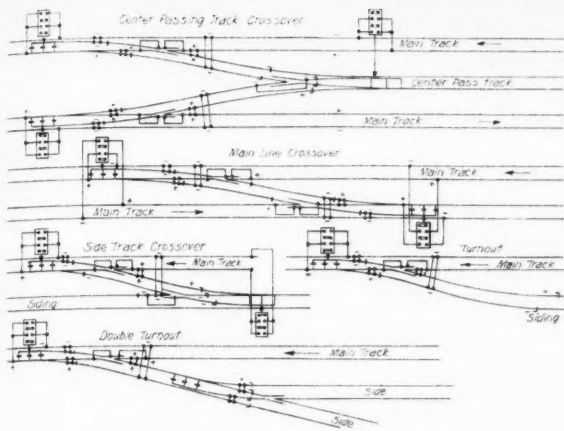 Center Passing Track Crossover
Main Track
Center Pass track
Main Track
Main Line Crossover
Main Track
Main Track
Side Track Crossover
Turnout
Main Track
Main Track
Siding
Siding
Double Turnout
Main Track
Side
Side